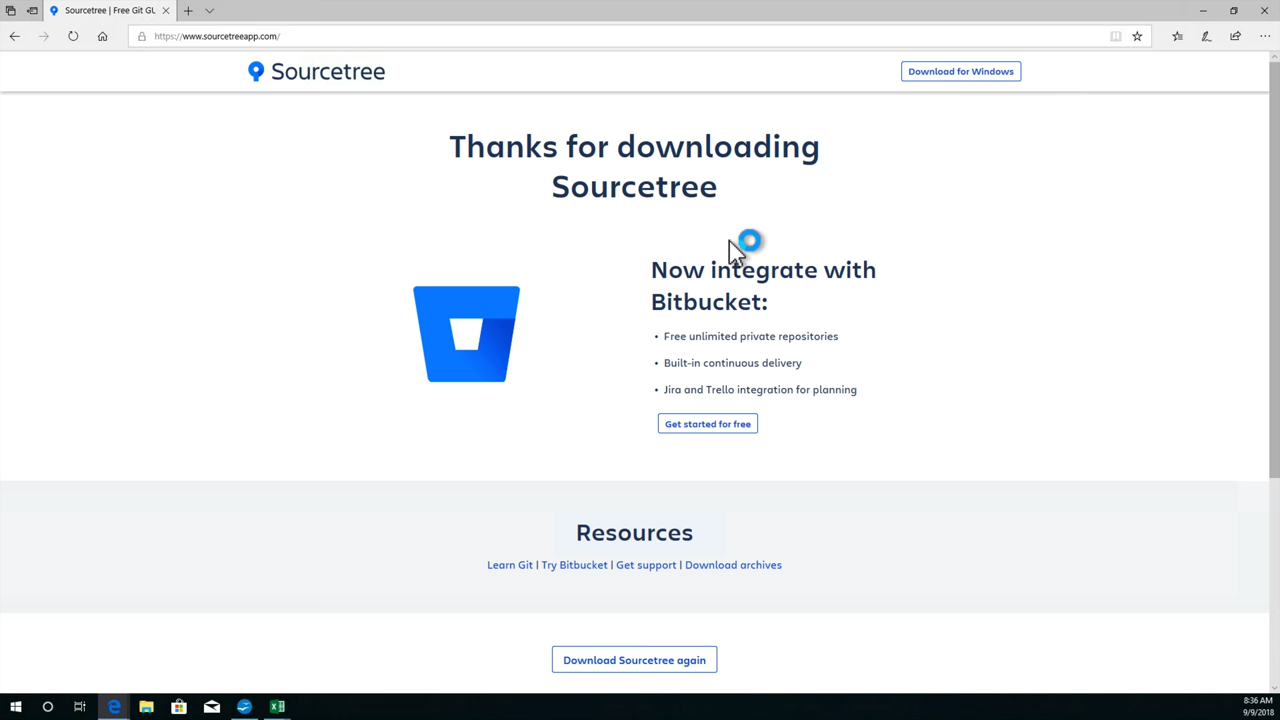 Sourcetree | Free Git GU
https://www.sourcetreeapp.com/
Sourcetree
Download for Windows
Thanks for downloading
Sourcetree
Now integrate with
Bitbucket:
• Free unlimited private repositories
• Built-in continuous delivery
• Jira and Trello integration for planning
Get started for free
Resources
Learn Git | Try Bitbucket | Get support | Download archives
Download Sourcetree again
8:36 AM
9/9/2018